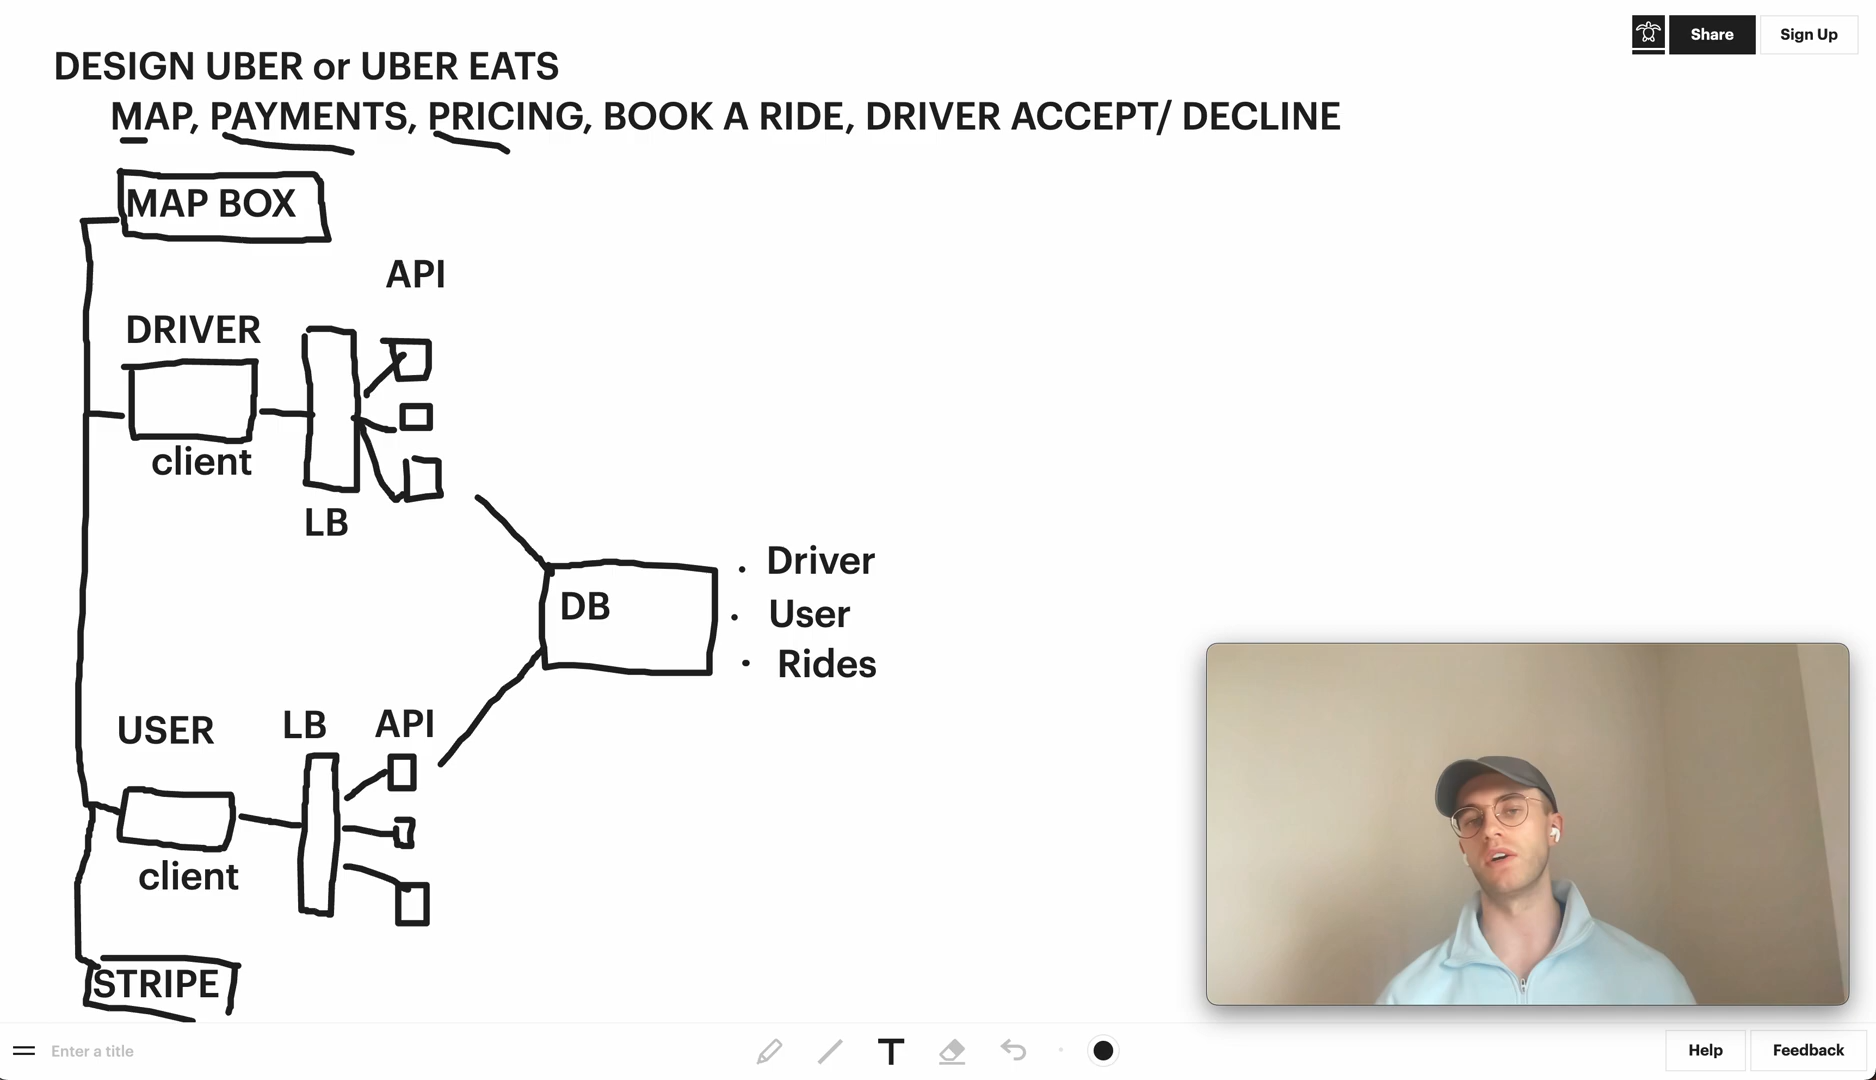 DESIGN UBER or UBER EATS
MAP, PAYMENTS, PRICING, BOOK A RIDE, DRIVER ACCEPT/ DECLINE
Share
Sign Up
MAP BOX
API
DRIVER
client
LB
DB
. Driver
. User
. Rides
USER
LB
API
client
STRIPE
Enter a title
T
Help
Feedback